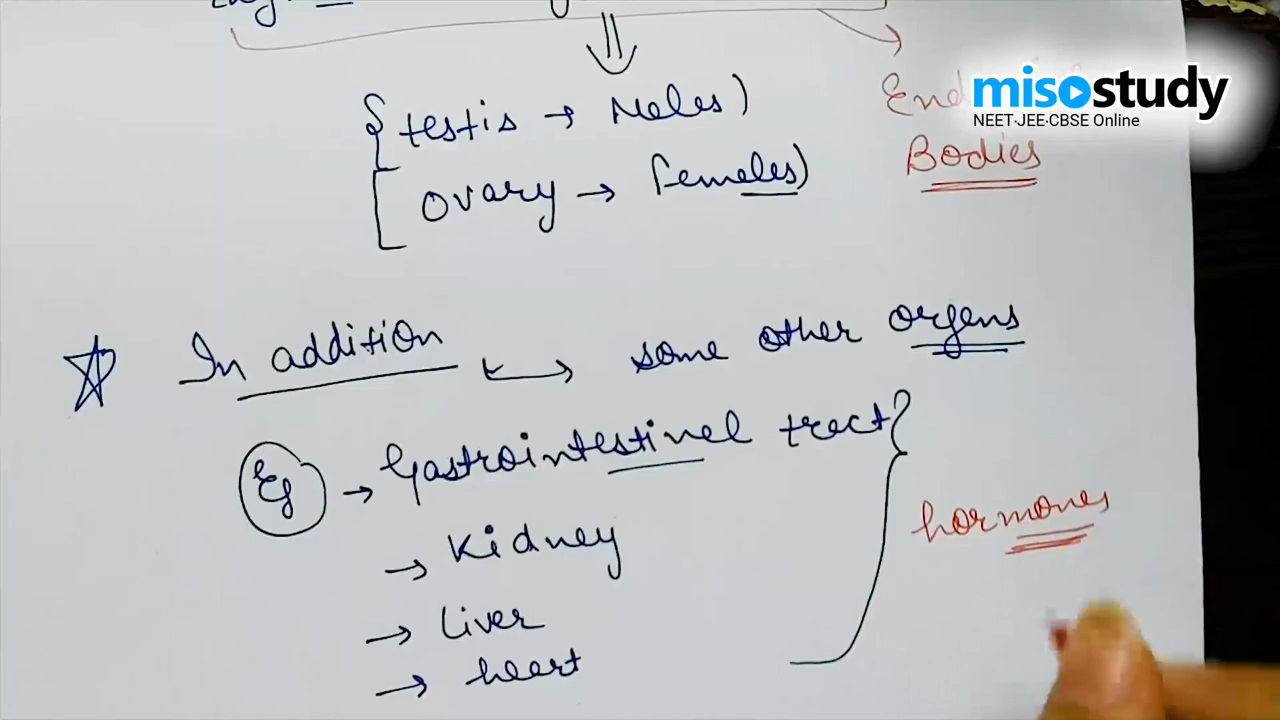 misostudy
NEET·JEE·CBSE Online
{ testis → Males)
[ ovary → Females)
End
Bodies
In addition ↔ some other organs
Eg → Gastrointestinal tract }
→ Kidney
hormones
→ Liver
→ heart